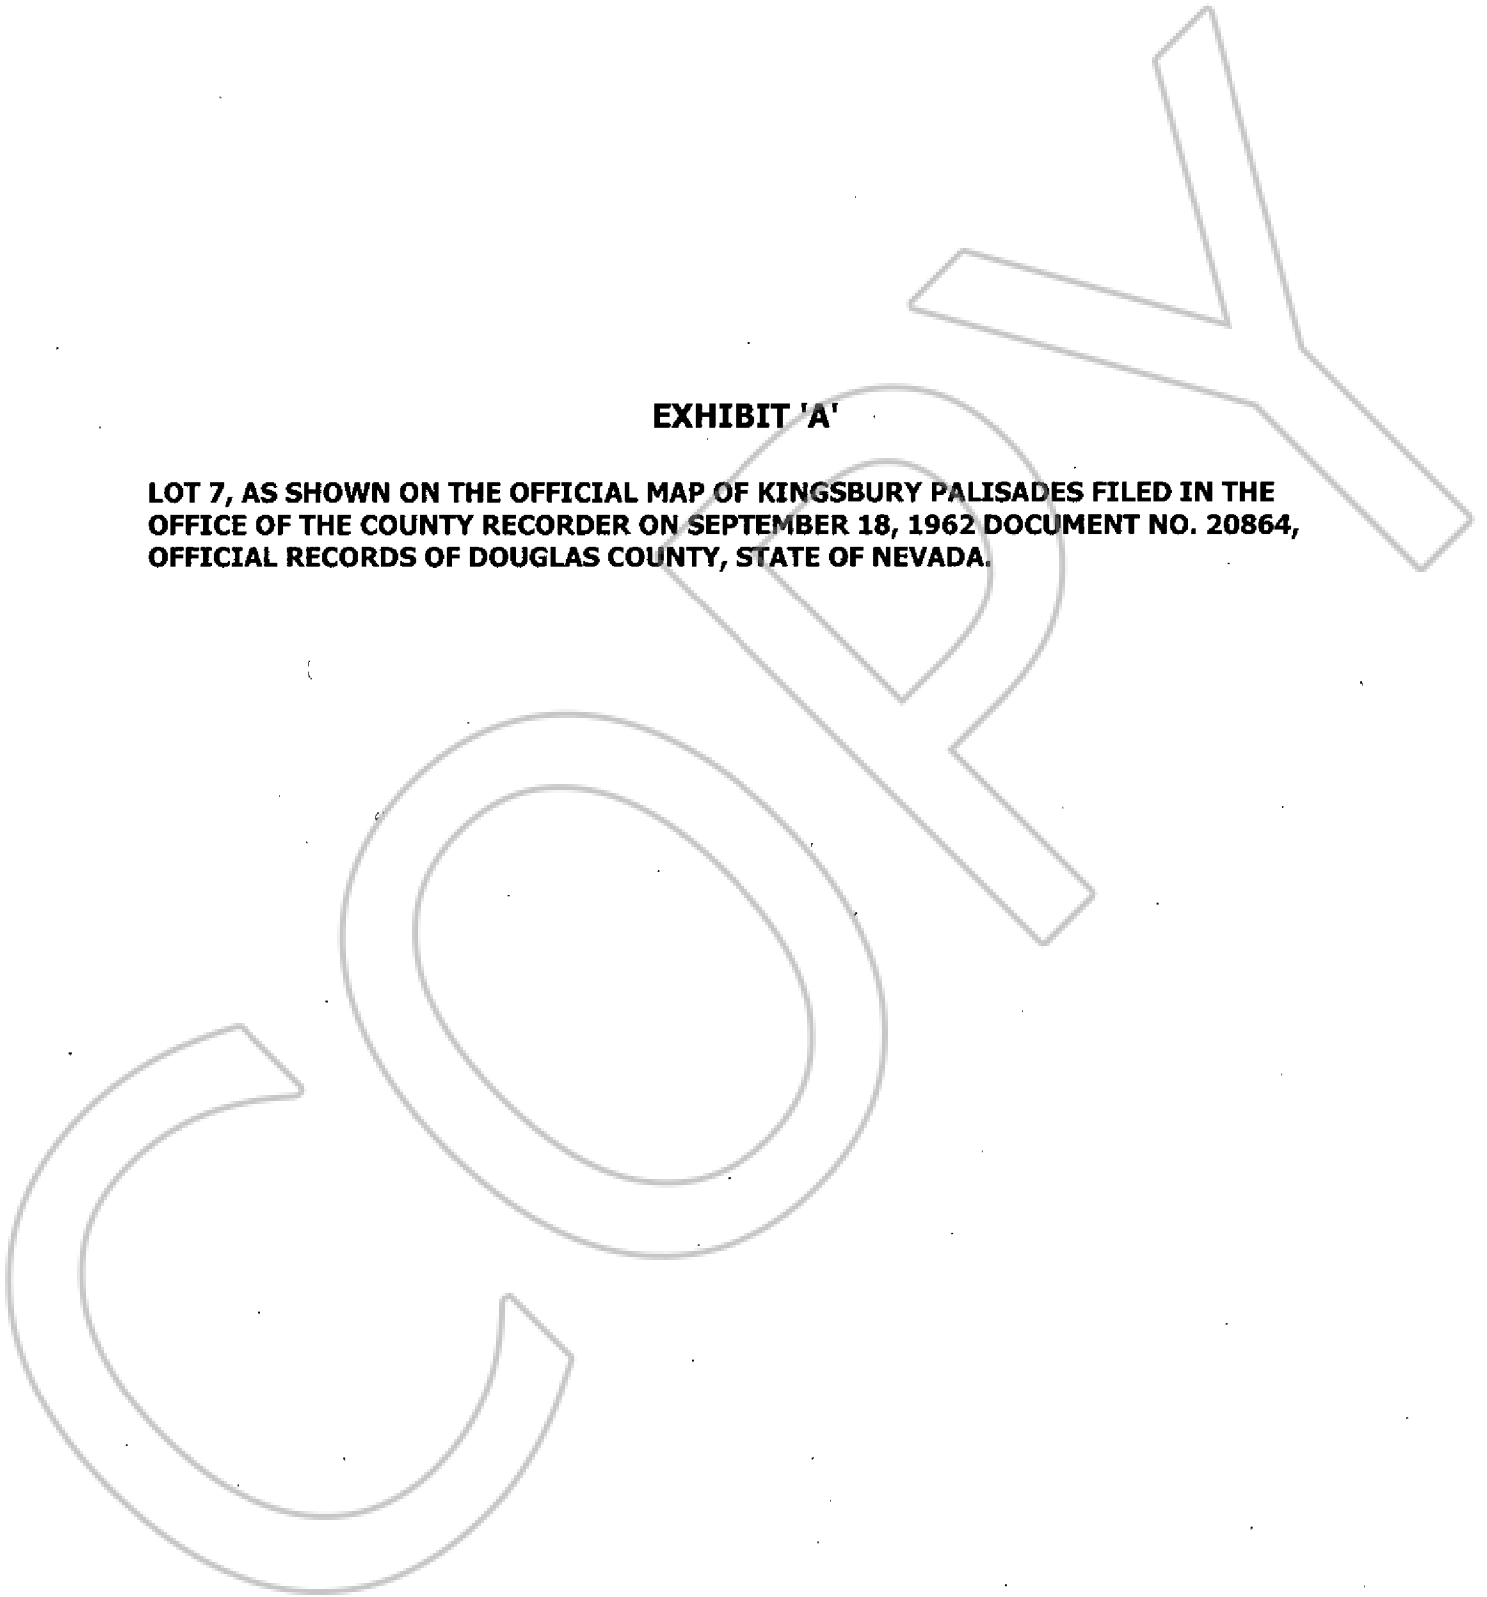 EXHIBIT 'A'
LOT 7, AS SHOWN ON THE OFFICIAL MAP OF KINGSBURY PALISADES FILED IN THE
OFFICE OF THE COUNTY RECORDER ON SEPTEMBER 18, 1962 DOCUMENT NO. 20864,
OFFICIAL RECORDS OF DOUGLAS COUNTY, STATE OF NEVADA.
COPY